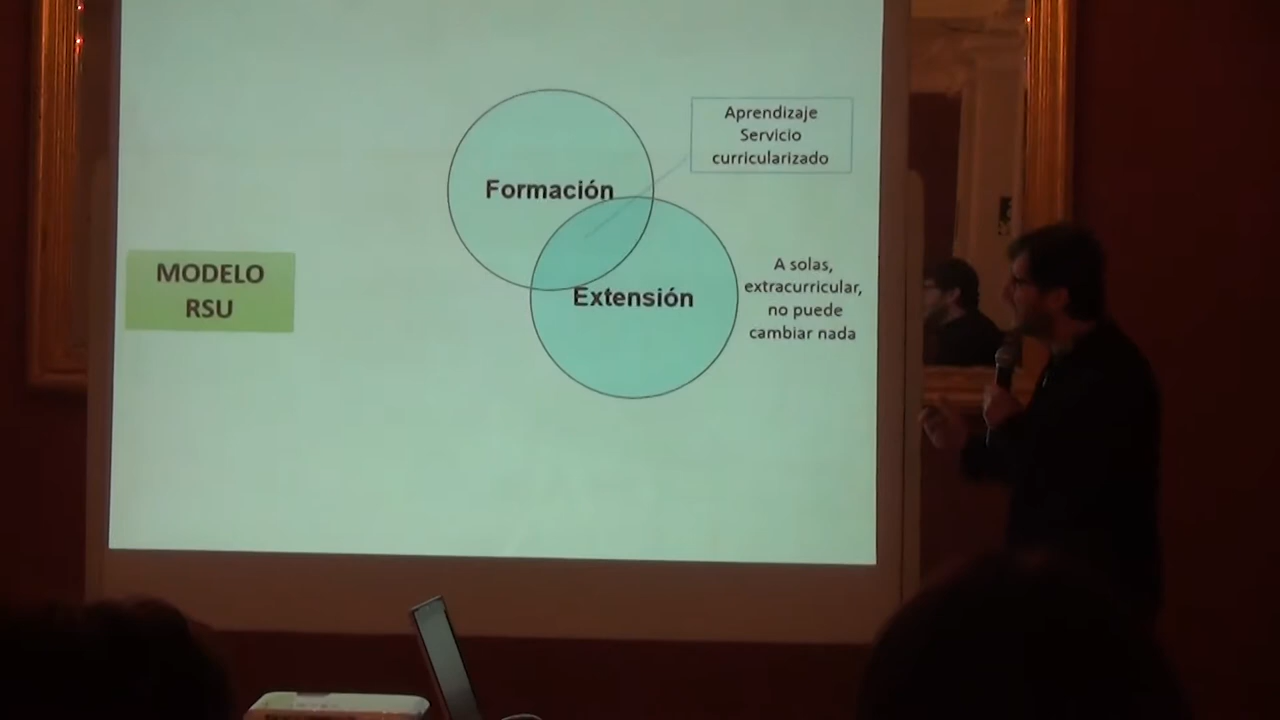 Aprendizaje
Servicio
curricularizado
Formación
MODELO
RSU
Extensión
A solas,
extracurricular,
no puede
cambiar nada